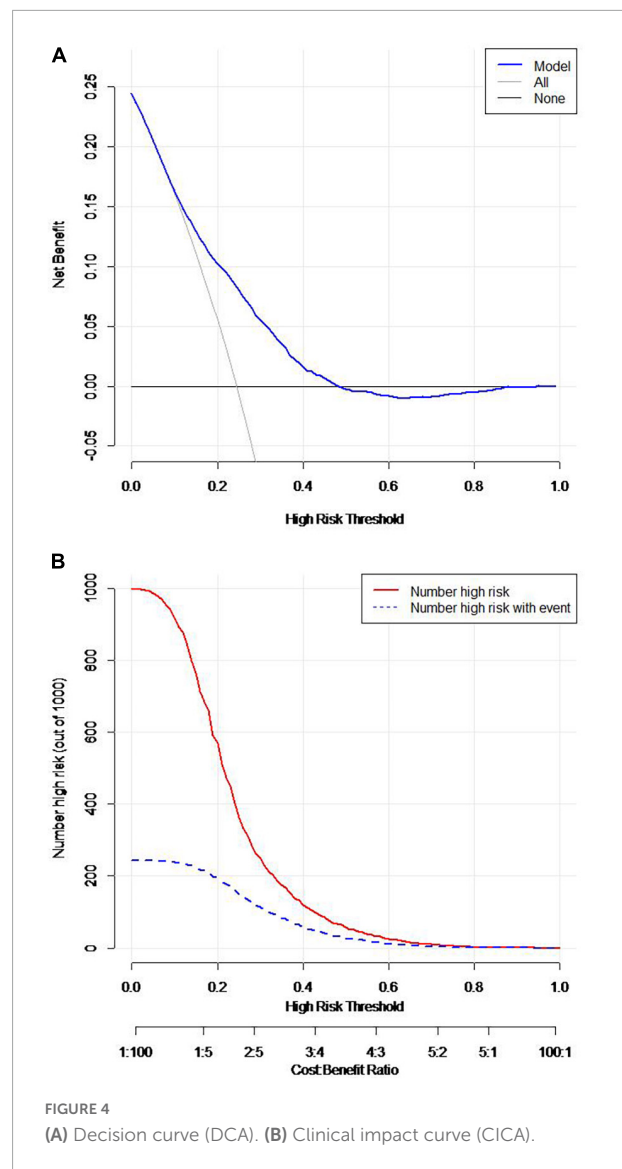 A
Model
All
None
0.25
0.20
0.15
0.10
0.05
0.00
-0.05
Net Benefit
0.0 0.2 0.4 0.6 0.8 1.0
High Risk Threshold
B
Number high risk
Number high risk with event
1000
800
600
400
200
0
Number high risk (out of 1000)
0.0 0.2 0.4 0.6 0.8 1.0
High Risk Threshold
1:100 1:5 2:5 3:4 4:3 5:2 5:1 100:1
Cost:Benefit Ratio
FIGURE 4
(A) Decision curve (DCA). (B) Clinical impact curve (CICA).